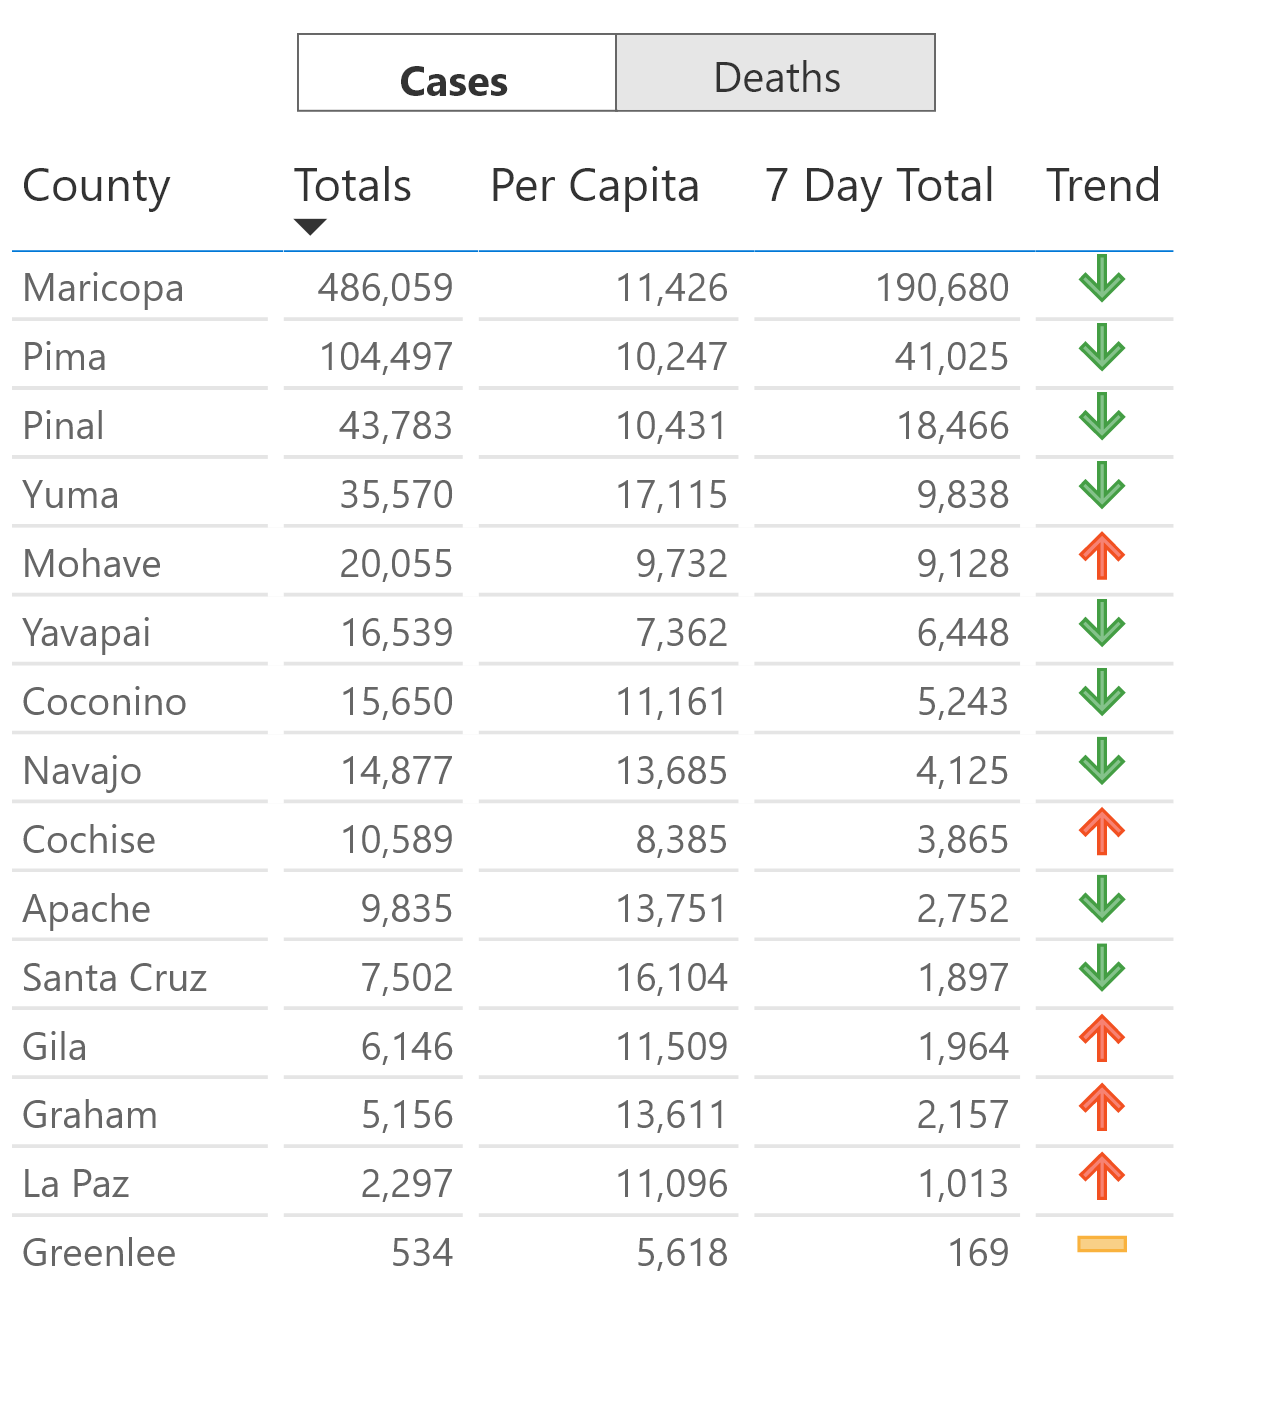 Cases Deaths
County Totals Per Capita 7 Day Total Trend
Maricopa 486,059 11,426 190,680
Pima 104,497 10,247 41,025
Pinal 43,783 10,431 18,466
Yuma 35,570 17,115 9,838
Mohave 20,055 9,732 9,128
Yavapai 16,539 7,362 6,448
Coconino 15,650 11,161 5,243
Navajo 14,877 13,685 4,125
Cochise 10,589 8,385 3,865
Apache 9,835 13,751 2,752
Santa Cruz 7,502 16,104 1,897
Gila 6,146 11,509 1,964
Graham 5,156 13,611 2,157
La Paz 2,297 11,096 1,013
Greenlee 534 5,618 169